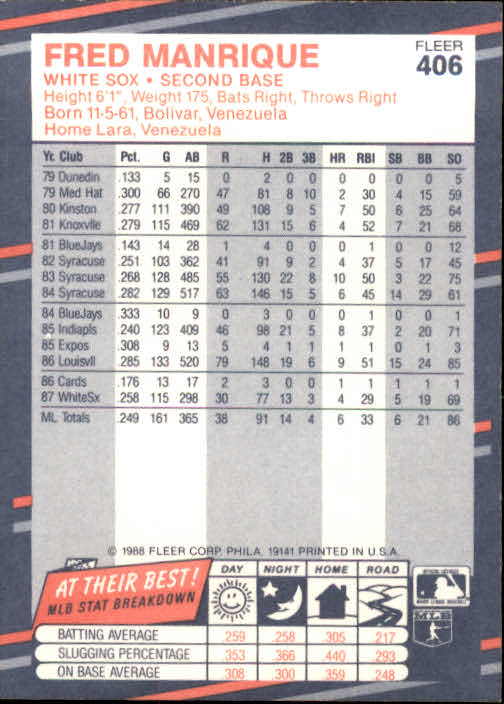 FRED MANRIQUE
FLEER
406
WHITE SOX • SECOND BASE
Height 6'1", Weight 175, Bats Right, Throws Right
Born 11-5-61, Bolivar, Venezuela
Home Lara, Venezuela
Yr. Club Pct. G AB R H 2B 3B HR RBI SB BB SO
79 Dunedin .133 5 15 0 2 0 0 0 0 0 0 5
79 Med Hat .300 66 270 47 81 8 10 2 30 4 15 59
80 Kinston .277 111 390 49 108 9 5 7 50 6 25 64
81 Knoxvlle .279 115 469 62 131 15 6 4 52 7 21 68
81 BlueJays .143 14 28 1 4 0 0 0 1 0 0 12
82 Syracuse .251 103 362 41 91 9 2 4 37 5 17 45
83 Syracuse .268 128 485 55 130 22 8 10 50 3 22 75
84 Syracuse .282 129 517 63 146 15 5 6 45 14 29 61
84 BlueJays .333 10 9 0 3 0 0 0 1 0 0 1
85 Indiapls .240 123 409 46 98 21 5 8 37 2 20 71
85 Expos .308 9 13 5 4 1 1 1 1 0 1 3
86 Louisvll .285 133 520 79 148 19 6 9 51 15 24 85
86 Cards .176 13 17 2 3 0 0 1 1 1 1 1
87 WhiteSx .258 115 298 30 77 13 3 4 29 5 19 69
ML Totals .249 161 365 38 91 14 4 6 33 6 21 86
© 1988 FLEER CORP. PHILA. 19141 PRINTED IN U.S.A.
AT THEIR BEST!
MLB STAT BREAKDOWN
DAY NIGHT HOME ROAD
BATTING AVERAGE .259 .258 .305 .217
SLUGGING PERCENTAGE .353 .366 .440 .293
ON BASE AVERAGE 308 300 359 248